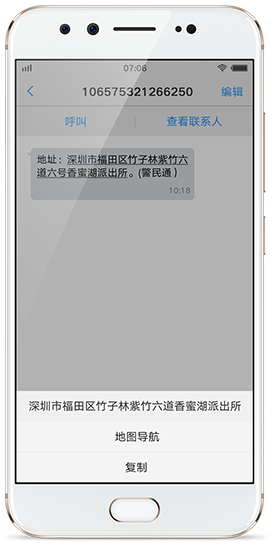 07:06
106575321266250
编辑
呼叫
查看联系人
地址：深圳市福田区竹子林紫竹六
道六号香蜜湖派出所。(警民通 )
10:18
深圳市福田区竹子林紫竹六道香蜜湖派出所
地图导航
复制